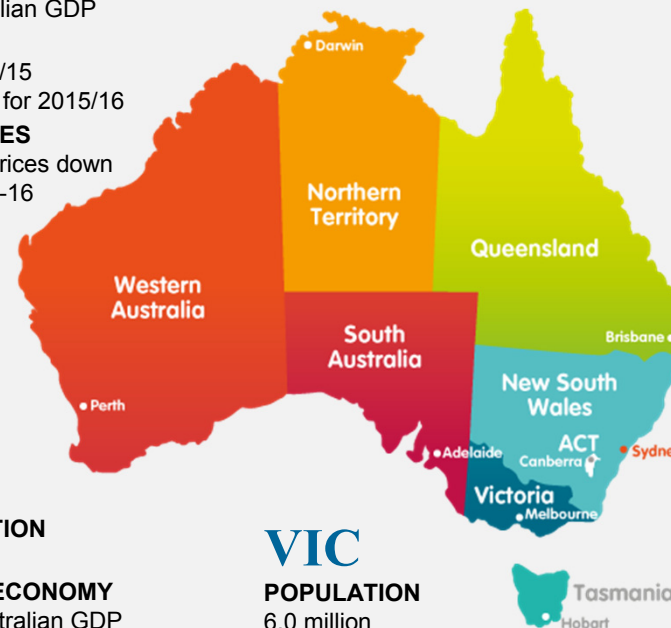 alian GDP
/15
for 2015/16
ES
rices down
-16
Darwin
Northern
Territory
Queensland
Western
Australia
South
Australia
Brisbane
New South
Wales
Perth
ACT
Adelaide
Canberra
Sydne
Victoria
Melbourne
TION
ECONOMY
tralian GDP
VIC
POPULATION
6.0 million
Tasmania
Hobart